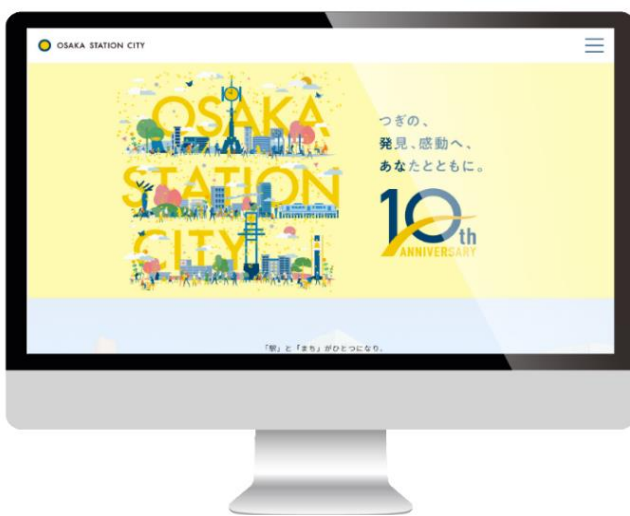 OSAKA STATION CITY
OSAKA
STATION
CITY
つぎの、
発見、感動へ、
あなたとともに。
10th
ANNIVERSARY
「駅」と「まち」がひとつになり、